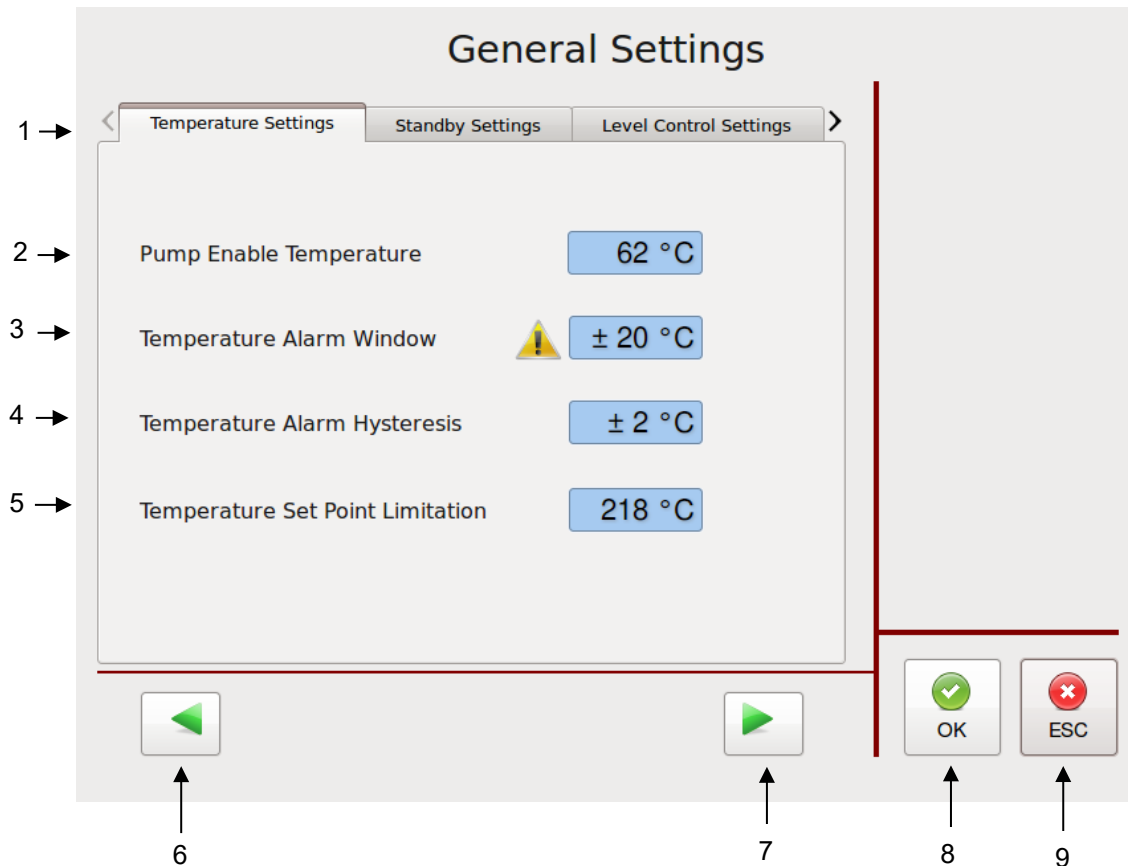 General Settings
1
Temperature Settings
Standby Settings
Level Control Settings
2
Pump Enable Temperature
62 °C
3
Temperature Alarm Window
± 20 °C
4
Temperature Alarm Hysteresis
± 2 °C
5
Temperature Set Point Limitation
218 °C
OK
ESC
6
7
8
9